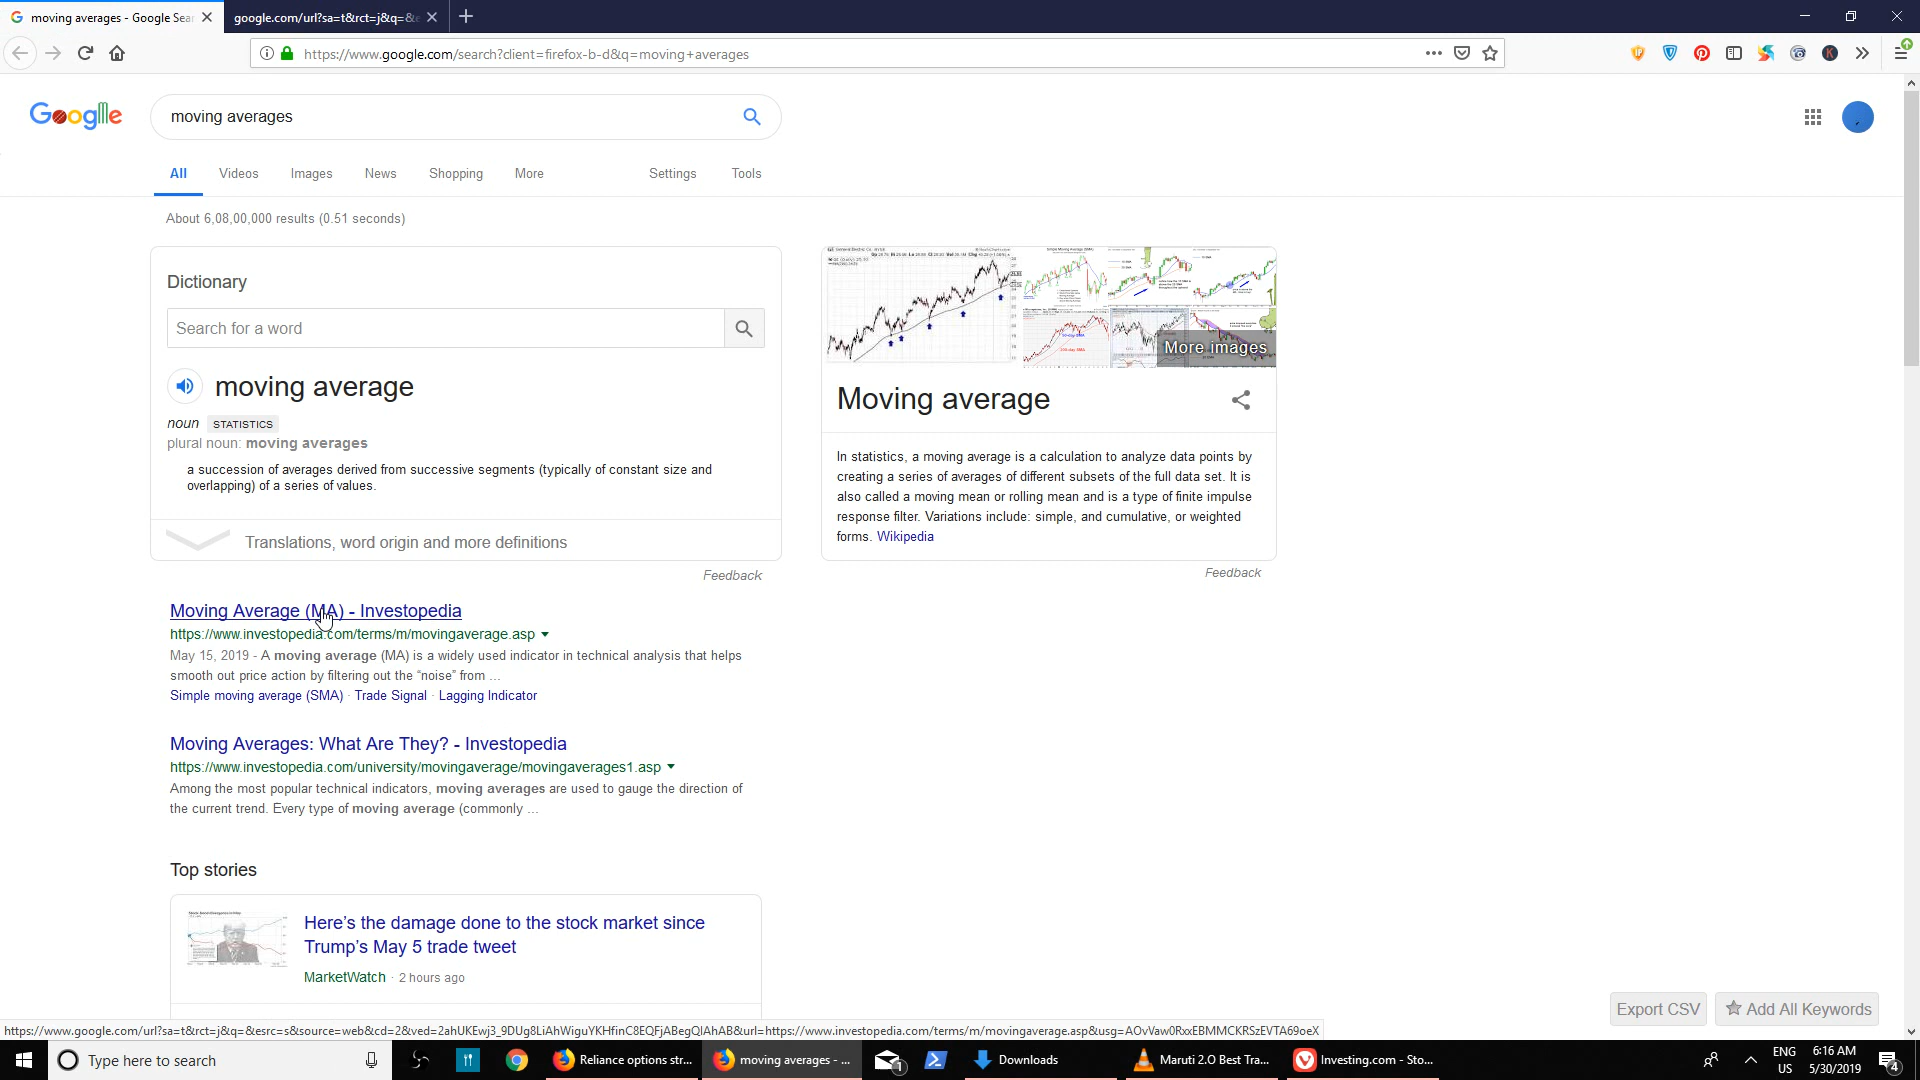 moving averages - Google Sea
google.com/url?sa=t&rct=j&q=&e
https://www.google.com/search?client=firefox-b-d&q=moving+averages
moving averages
All Videos Images News Shopping More Settings Tools
About 6,08,00,000 results (0.51 seconds)
Dictionary
Search for a word
moving average
noun STATISTICS
plural noun: moving averages
a succession of averages derived from successive segments (typically of constant size and
overlapping) of a series of values.
Translations, word origin and more definitions
Feedback
More images
Moving average
In statistics, a moving average is a calculation to analyze data points by
creating a series of averages of different subsets of the full data set. It is
also called a moving mean or rolling mean and is a type of finite impulse
response filter. Variations include: simple, and cumulative, or weighted
forms. Wikipedia
Feedback
Moving Average (MA) - Investopedia
https://www.investopedia.com/terms/m/movingaverage.asp
May 15, 2019 - A moving average (MA) is a widely used indicator in technical analysis that helps
smooth out price action by filtering out the “noise” from ...
Simple moving average (SMA) · Trade Signal · Lagging Indicator
Moving Averages: What Are They? - Investopedia
https://www.investopedia.com/university/movingaverage/movingaverages1.asp
Among the most popular technical indicators, moving averages are used to gauge the direction of
the current trend. Every type of moving average (commonly ...
Top stories
Here’s the damage done to the stock market since
Trump’s May 5 trade tweet
MarketWatch · 2 hours ago
Export CSV
Add All Keywords
Type here to search
Reliance options str...
moving averages - ...
1
Downloads
Maruti 2.O Best Tra...
Investing.com - Sto...
ENG
US
6:16 AM
5/30/2019
4